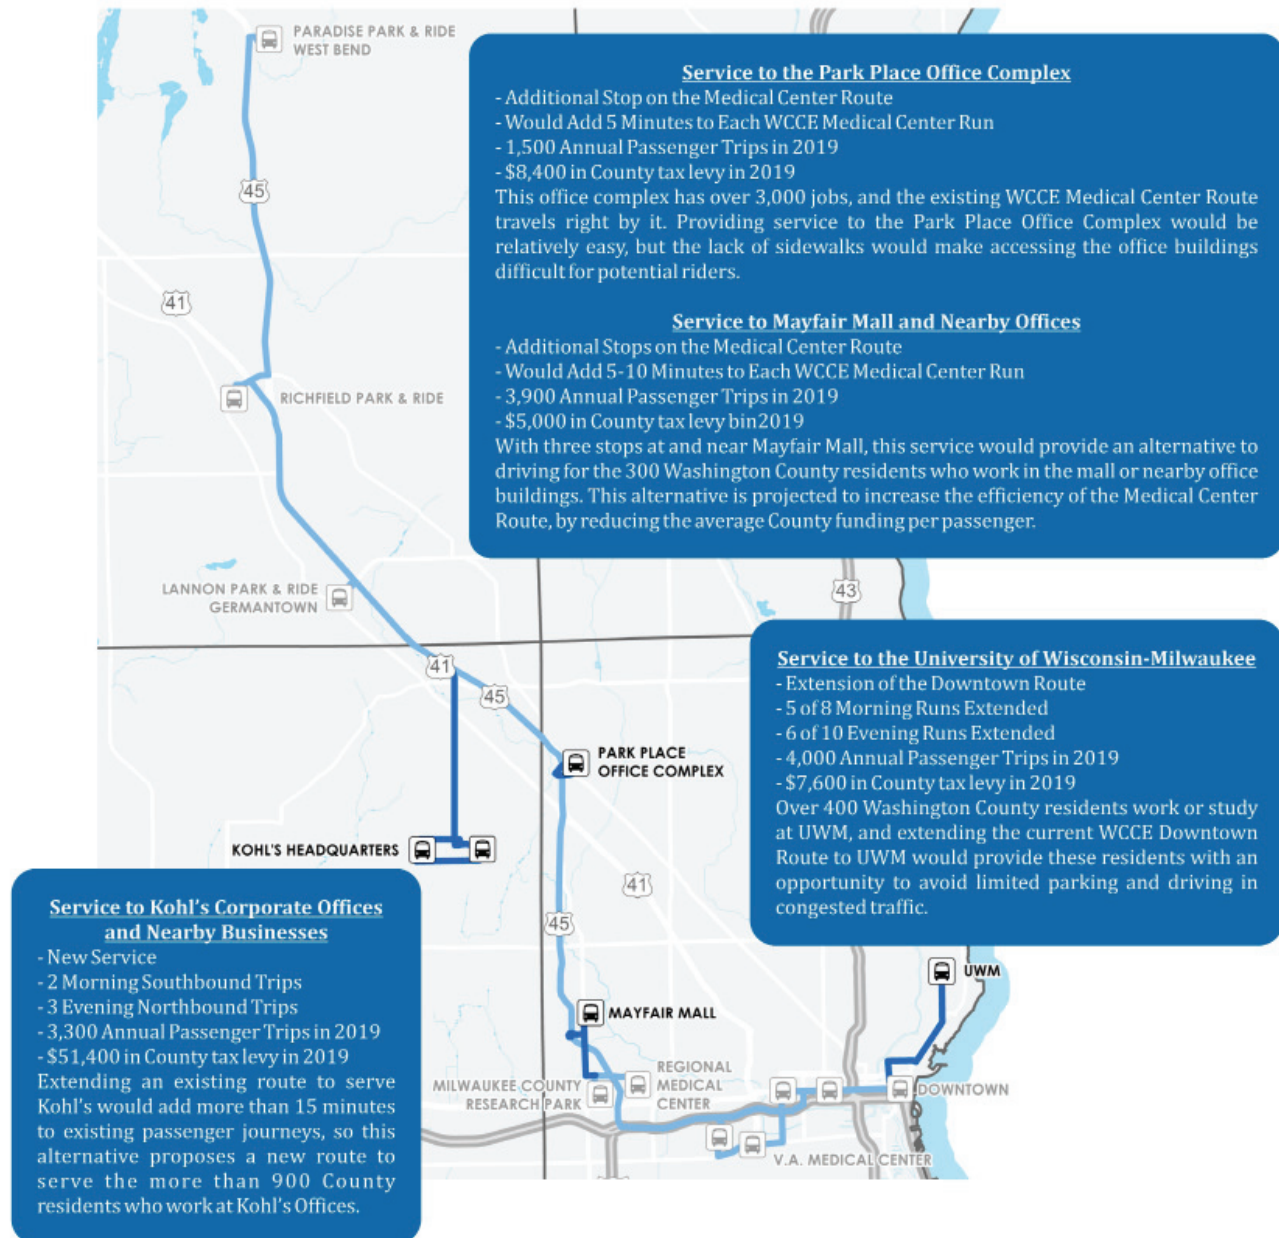 PARADISE PARK & RIDE
WEST BEND
Service to the Park Place Office Complex
- Additional Stop on the Medical Center Route
- Would Add 5 Minutes to Each WCCE Medical Center Run
- 1,500 Annual Passenger Trips in 2019
- $8,400 in County tax levy in 2019
This office complex has over 3,000 jobs, and the existing WCCE Medical Center Route
travels right by it. Providing service to the Park Place Office Complex would be
relatively easy, but the lack of sidewalks would make accessing the office buildings
difficult for potential riders.
Service to Mayfair Mall and Nearby Offices
- Additional Stops on the Medical Center Route
- Would Add 5-10 Minutes to Each WCCE Medical Center Run
- 3,900 Annual Passenger Trips in 2019
- $5,000 in County tax levy bin2019
With three stops at and near Mayfair Mall, this service would provide an alternative to
driving for the 300 Washington County residents who work in the mall or nearby office
buildings. This alternative is projected to increase the efficiency of the Medical Center
Route, by reducing the average County funding per passenger.
45
41
RICHFIELD PARK & RIDE
LANNON PARK & RIDE
GERMANTOWN
43
41
45
Service to the University of Wisconsin-Milwaukee
- Extension of the Downtown Route
- 5 of 8 Morning Runs Extended
- 6 of 10 Evening Runs Extended
- 4,000 Annual Passenger Trips in 2019
- $7,600 in County tax levy in 2019
Over 400 Washington County residents work or study
at UWM, and extending the current WCCE Downtown
Route to UWM would provide these residents with an
opportunity to avoid limited parking and driving in
congested traffic.
PARK PLACE
OFFICE COMPLEX
KOHL'S HEADQUARTERS
41
45
Service to Kohl's Corporate Offices
and Nearby Businesses
- New Service
- 2 Morning Southbound Trips
- 3 Evening Northbound Trips
- 3,300 Annual Passenger Trips in 2019
- $51,400 in County tax levy in 2019
Extending an existing route to serve
Kohl's would add more than 15 minutes
to existing passenger journeys, so this
alternative proposes a new route to
serve the more than 900 County
residents who work at Kohl's Offices.
UWM
MAYFAIR MALL
MILWAUKEE COUNTY
RESEARCH PARK
REGIONAL
MEDICAL
CENTER
DOWNTOWN
V.A. MEDICAL CENTER